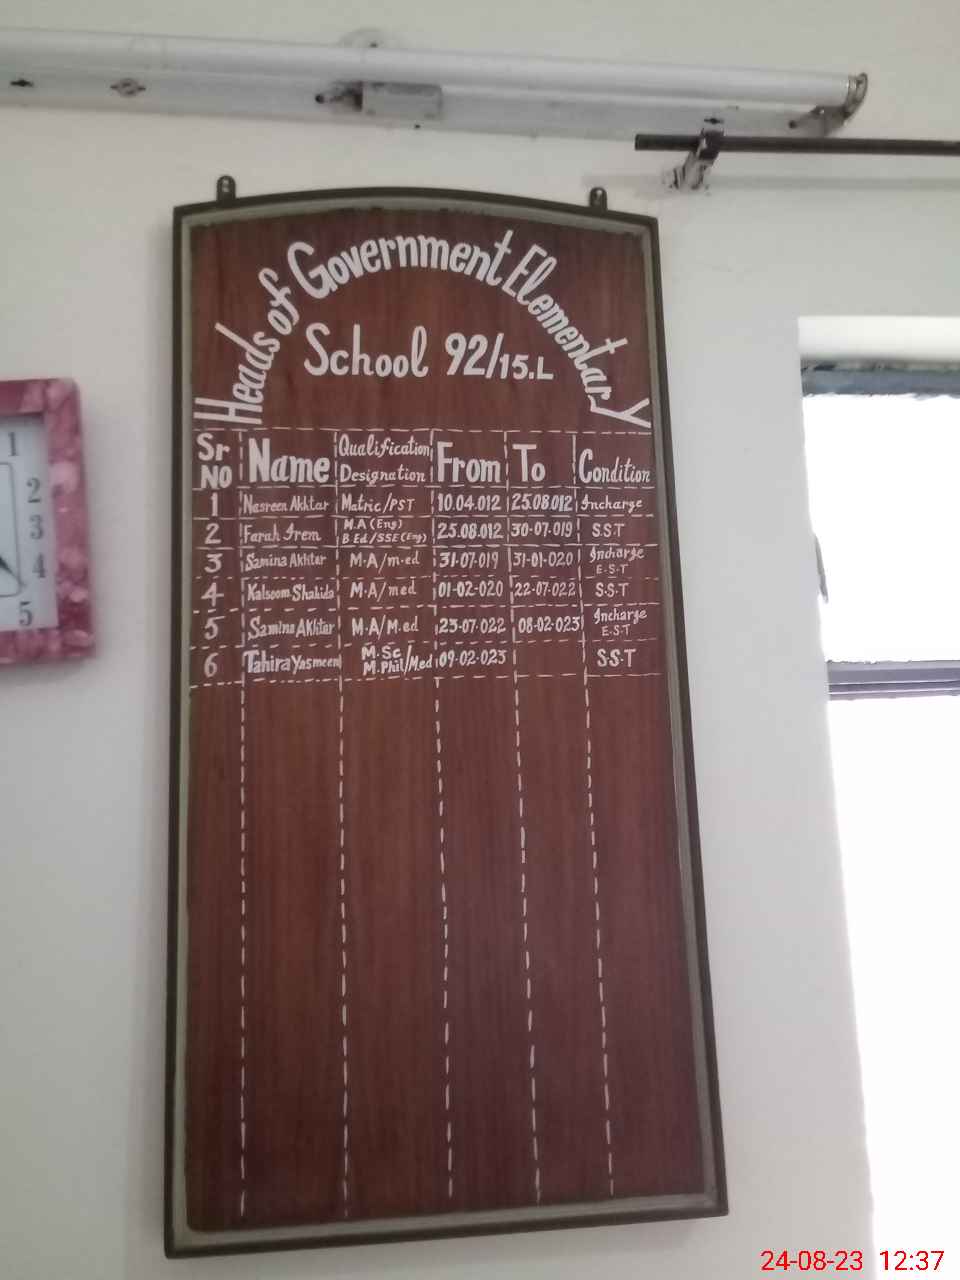 Heads of Government Elementary
School 92/15.L
Sr No Name Qualification Designation From To Condition
1 Nasreen Akhtar Matric/PST 10.04.012 25.08.012 Incharge
2 Farah Irem M.A (Eng) B Ed/SSE (Eng) 25.08.012 30-07-019 S.S.T
3 Samina Akhtar M.A/m.ed 31-07-019 31-01-020 Incharge E.S.T
4 Kalsoom Shahida M.A/med 01-02-020 22-07-022 S.S.T
5 Samina Akhtar M.A/M.ed 23-07-022 08-02-023 Incharge E.S.T
6 Tahira Yasmeen M.Sc M.Phil/Med 09-02-023 S.S.T
1
2
3
4
5
24-08-23 12:37